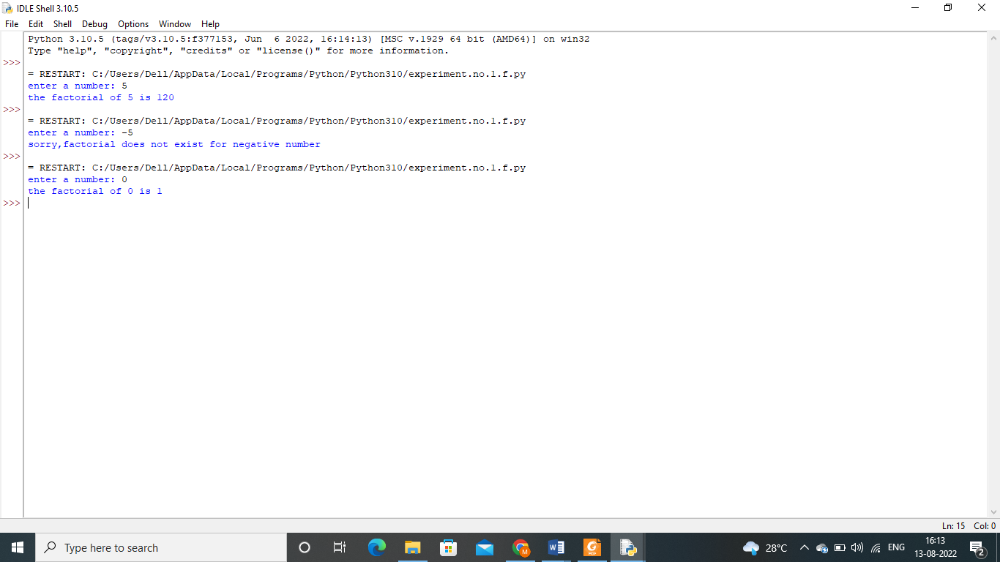 IDLE Shell 3.10.5
File Edit Shell Debug Options Window Help
Python 3.10.5 (tags/v3.10.5:f377153, Jun  6 2022, 16:14:13) [MSC v.1929 64 bit (AMD64)] on win32
Type "help", "copyright", "credits" or "license()" for more information.
>>>
= RESTART: C:/Users/Dell/AppData/Local/Programs/Python/Python310/experiment.no.1.f.py
enter a number: 5
the factorial of 5 is 120
>>>
= RESTART: C:/Users/Dell/AppData/Local/Programs/Python/Python310/experiment.no.1.f.py
enter a number: -5
sorry,factorial does not exist for negative number
>>>
= RESTART: C:/Users/Dell/AppData/Local/Programs/Python/Python310/experiment.no.1.f.py
enter a number: 0
the factorial of 0 is 1
>>>
Ln: 15 Col: 0
Type here to search
M
W
PDF
28°C
ENG
16:13
13-08-2022
2